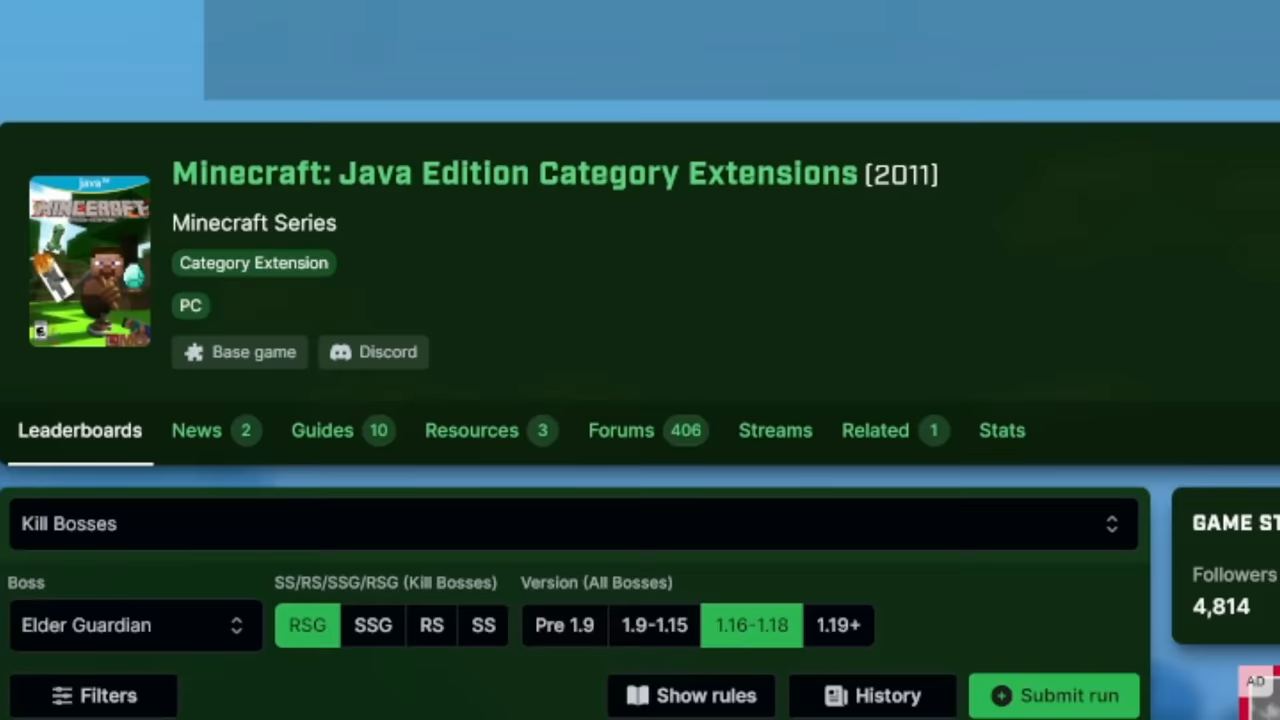 Minecraft: Java Edition Category Extensions [2011]
Java
MINCERAFT
Minecraft Series
Category Extension
PC
Base game Discord
Leaderboards News 2 Guides 10 Resources 3 Forums 406 Streams Related 1 Stats
Kill Bosses
GAME ST
Followers
4,814
Boss SS/RS/SSG/RSG (Kill Bosses) Version (All Bosses)
Elder Guardian RSG SSG RS SS Pre 1.9 1.9-1.15 1.16-1.18 1.19+
Filters Show rules History Submit run
AD